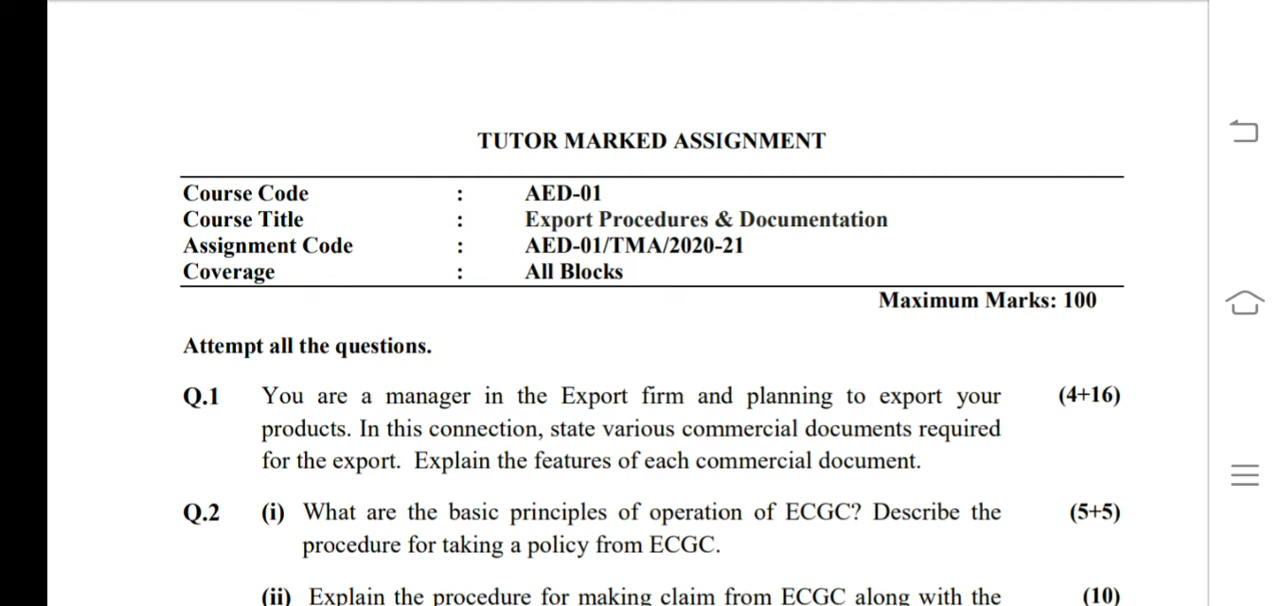 TUTOR MARKED ASSIGNMENT
Course Code : AED-01
Course Title : Export Procedures & Documentation
Assignment Code : AED-01/TMA/2020-21
Coverage : All Blocks
Maximum Marks: 100
Attempt all the questions.
Q.1 You are a manager in the Export firm and planning to export your (4+16)
products. In this connection, state various commercial documents required
for the export. Explain the features of each commercial document.
Q.2 (i) What are the basic principles of operation of ECGC? Describe the (5+5)
procedure for taking a policy from ECGC.
(ii) Explain the procedure for making claim from ECGC along with the (10)